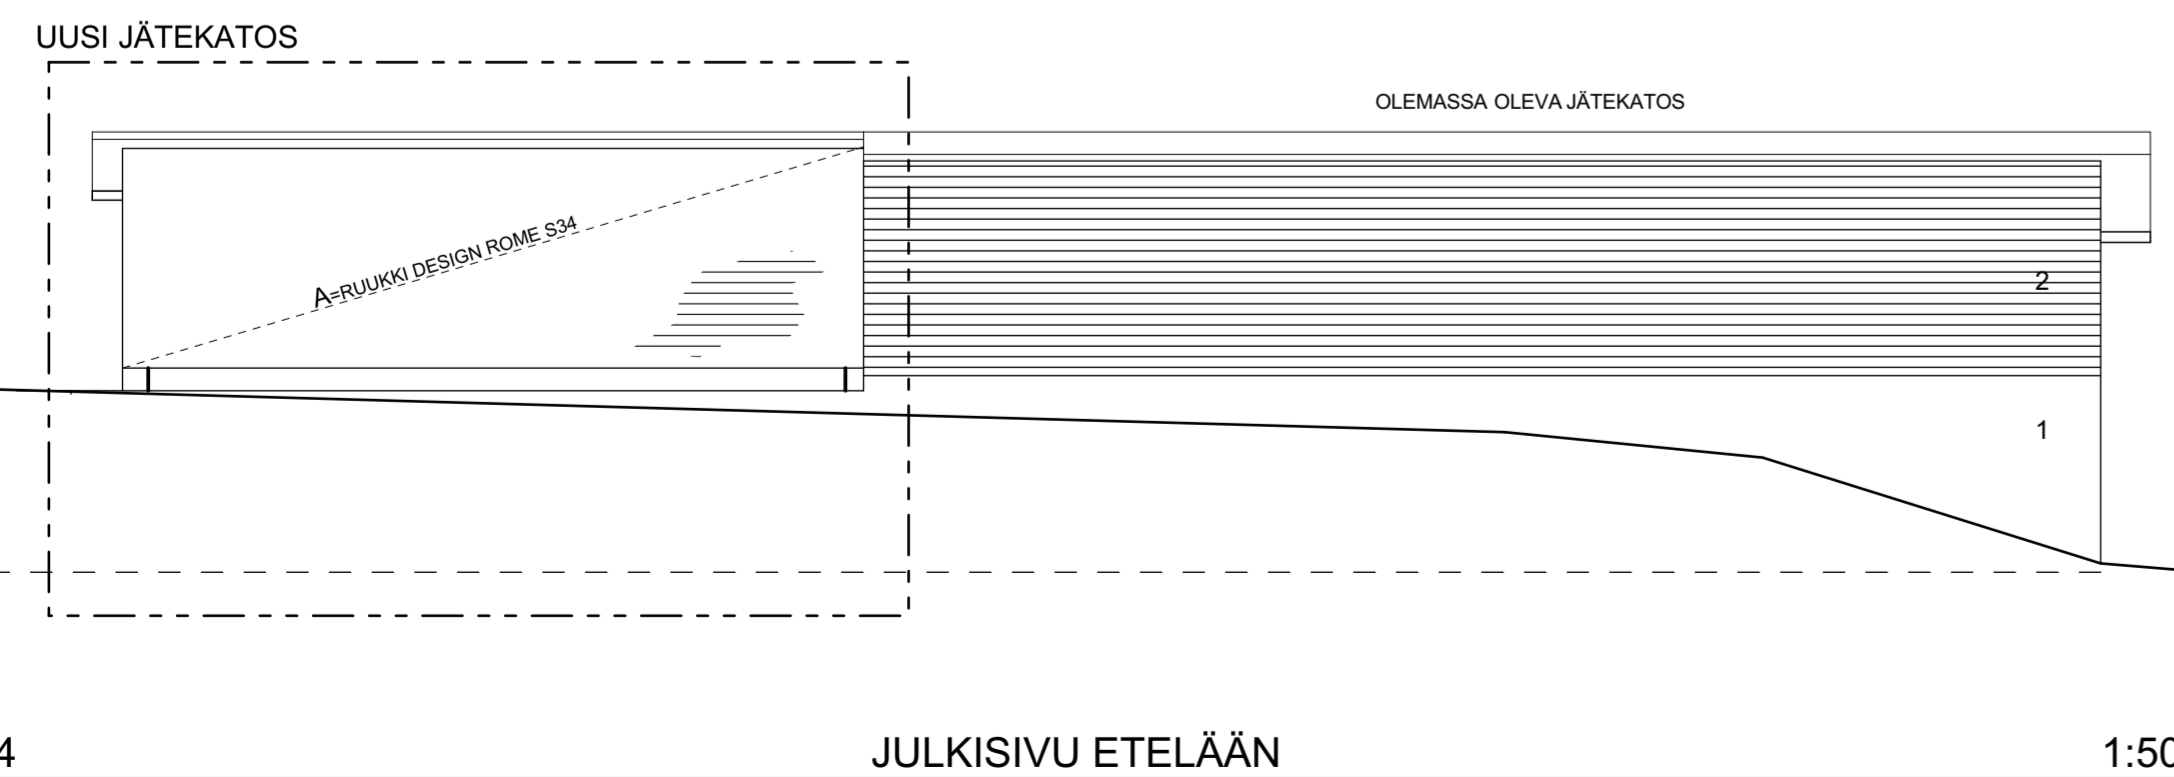 UUSI JÄTEKATOS
OLEMASSA OLEVA JÄTEKATOS
A=RUUKKI DESIGN ROME S34
2
1
4
JULKISIVU ETELÄÄN
1:50